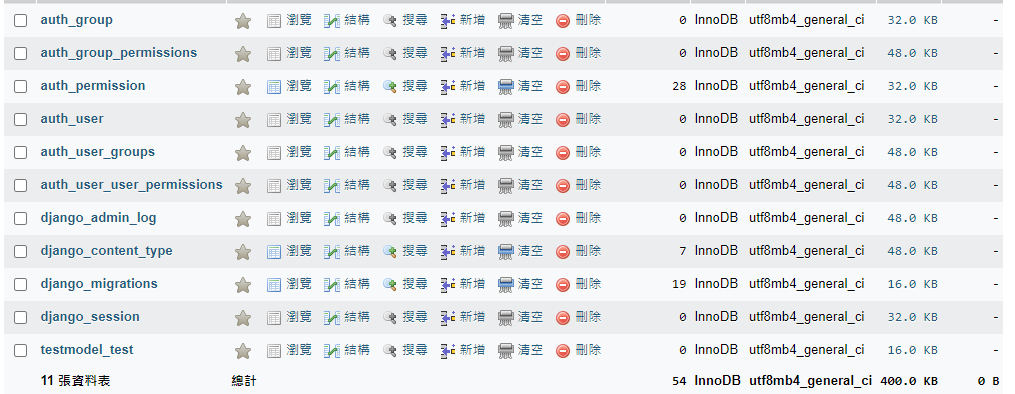 auth_group 瀏覽 結構 搜尋 新增 清空 刪除 0 InnoDB utf8mb4_general_ci 32.0 KB -
auth_group_permissions 瀏覽 結構 搜尋 新增 清空 刪除 0 InnoDB utf8mb4_general_ci 48.0 KB -
auth_permission 瀏覽 結構 搜尋 新增 清空 刪除 28 InnoDB utf8mb4_general_ci 32.0 KB -
auth_user 瀏覽 結構 搜尋 新增 清空 刪除 0 InnoDB utf8mb4_general_ci 32.0 KB -
auth_user_groups 瀏覽 結構 搜尋 新增 清空 刪除 0 InnoDB utf8mb4_general_ci 48.0 KB -
auth_user_user_permissions 瀏覽 結構 搜尋 新增 清空 刪除 0 InnoDB utf8mb4_general_ci 48.0 KB -
django_admin_log 瀏覽 結構 搜尋 新增 清空 刪除 0 InnoDB utf8mb4_general_ci 48.0 KB -
django_content_type 瀏覽 結構 搜尋 新增 清空 刪除 7 InnoDB utf8mb4_general_ci 48.0 KB -
django_migrations 瀏覽 結構 搜尋 新增 清空 刪除 19 InnoDB utf8mb4_general_ci 16.0 KB -
django_session 瀏覽 結構 搜尋 新增 清空 刪除 0 InnoDB utf8mb4_general_ci 32.0 KB -
testmodel_test 瀏覽 結構 搜尋 新增 清空 刪除 0 InnoDB utf8mb4_general_ci 16.0 KB -
11 張資料表 總計 54 InnoDB utf8mb4_general_ci 400.0 KB 0 B